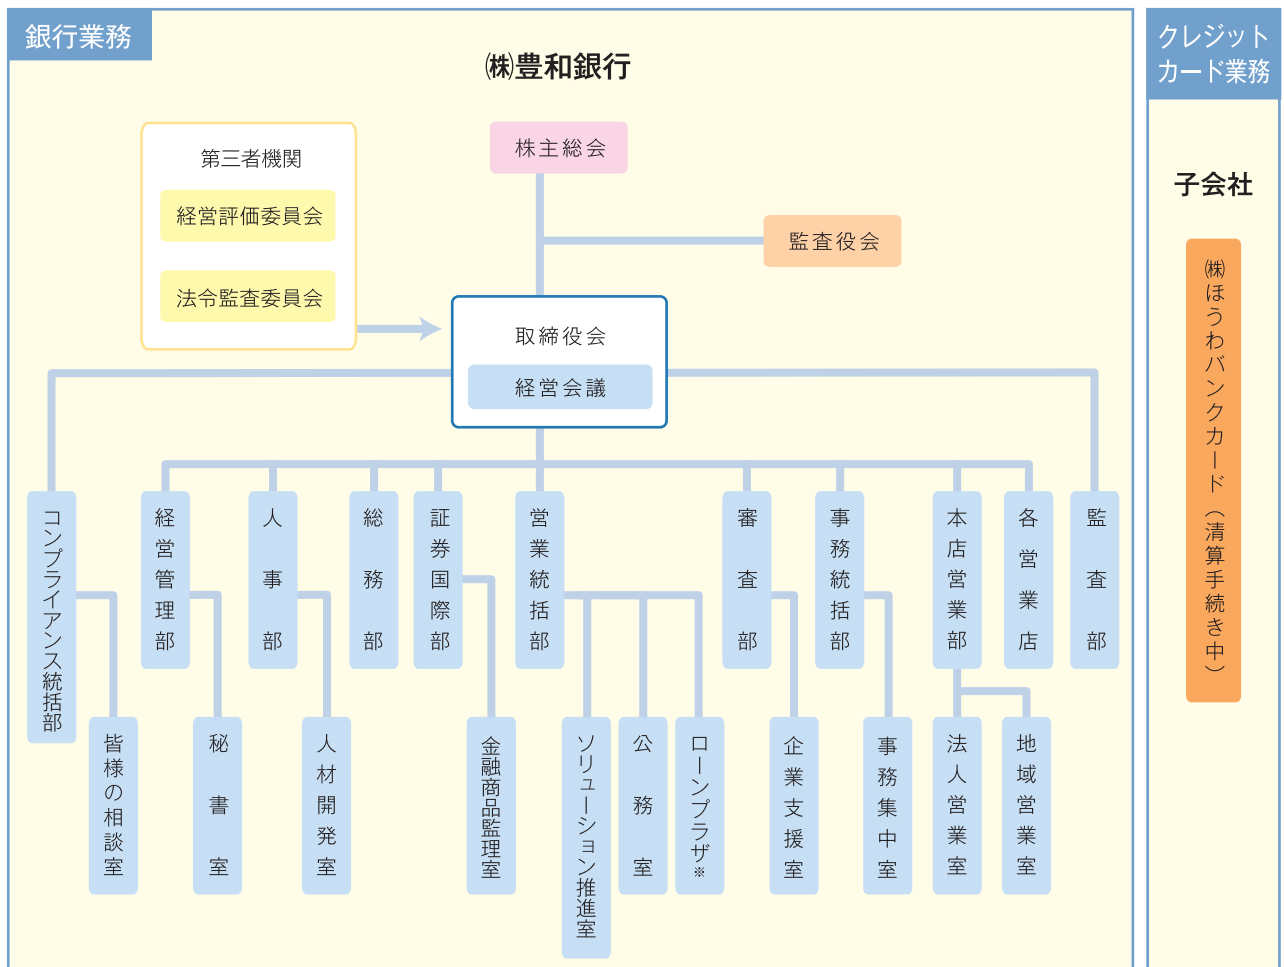 銀行業務
㈱豊和銀行
第三者機関
経営評価委員会
法令監査委員会
株主総会
監査役会
取締役会
経営会議
コンプライアンス統括部
経営管理部
人事部
総務部
証券国際部
営業統括部
審査部
事務統括部
本店営業部
各営業店
監査部
皆様の相談室
秘書室
人材開発室
金融商品監理室
ソリューション推進室
公務室
ローンプラザ※
企業支援室
事務集中室
法人営業室
地域営業室
クレジット
カード業務
子会社
㈱ほうわバンクカード（清算手続き中）